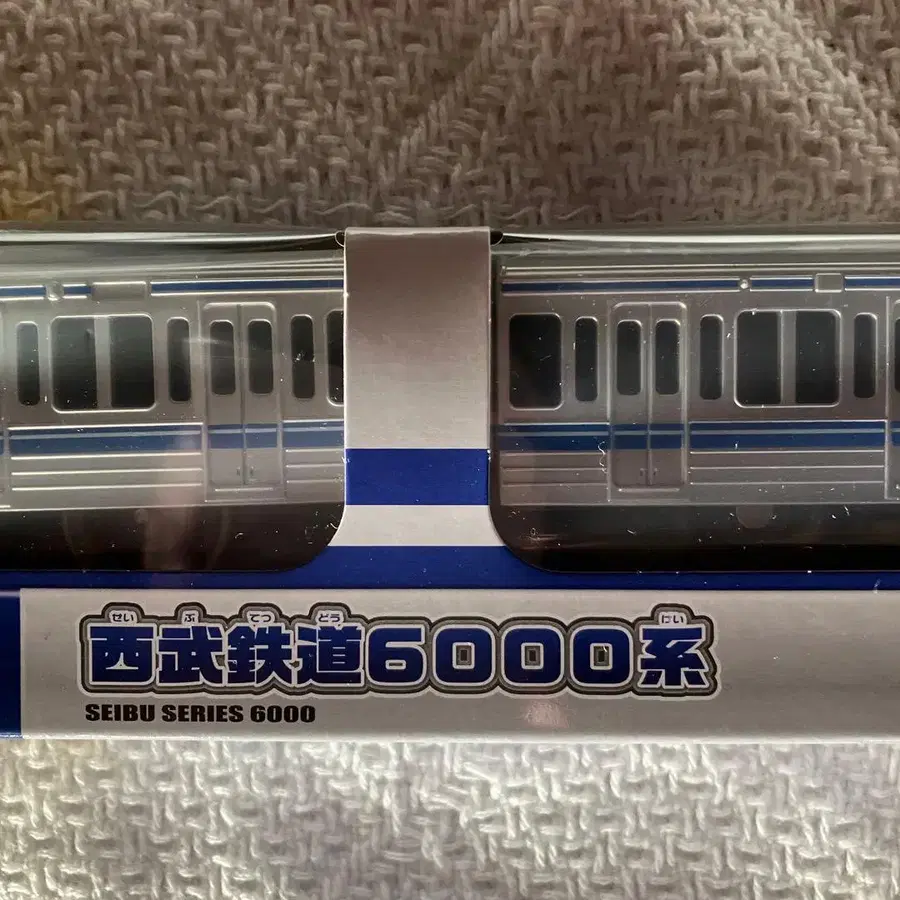 せい ぶ てつ どう けい
西武鉄道6000系
SEIBU SERIES 6000